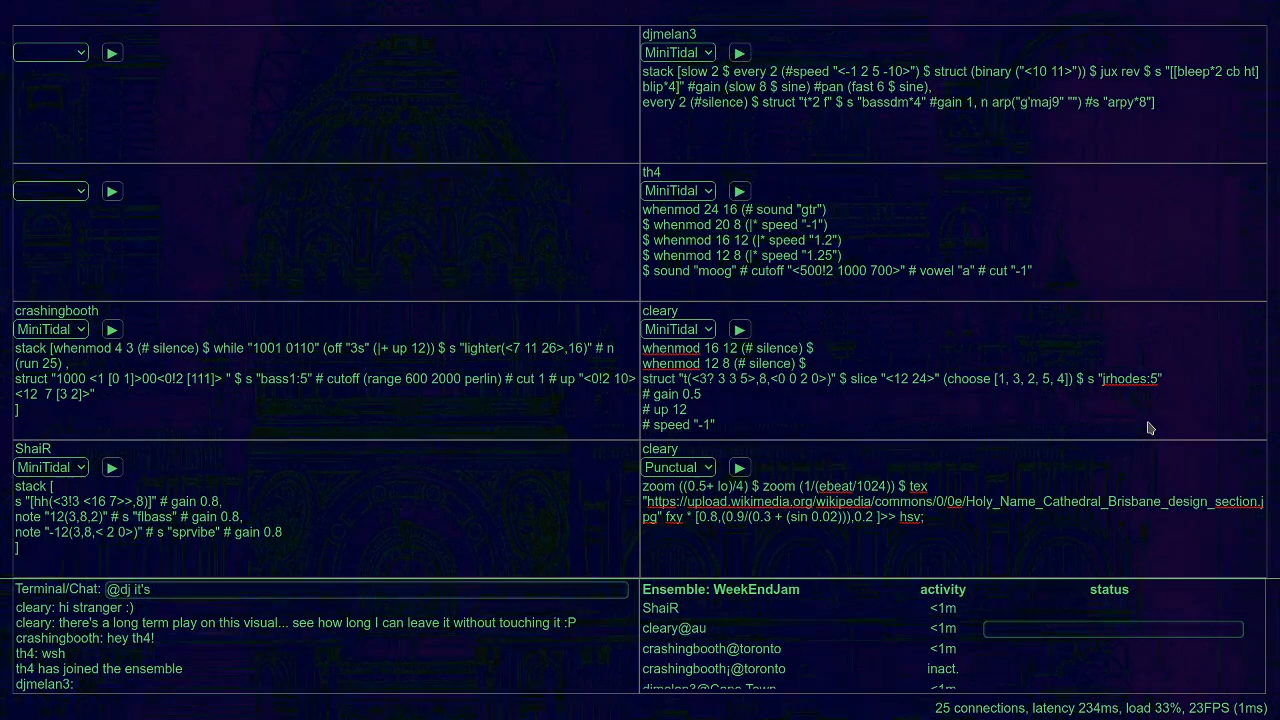 djmelan3
MiniTidal
stack [slow 2 $ every 2 (#speed "<-1 2 5 -10>") $ struct (binary ("<10 11>")) $ jux rev $ s "[[bleep*2 cb ht]
blip*4]" #gain (slow 8 $ sine) #pan (fast 6 $ sine),
every 2 (#silence) $ struct "t*2 f" $ s "bassdm*4" #gain 1, n arp("g'maj9" "") #s "arpy*8"]
th4
MiniTidal
whenmod 24 16 (# sound "gtr")
$ whenmod 20 8 (|* speed "-1")
$ whenmod 16 12 (|* speed "1.2")
$ whenmod 12 8 (|* speed "1.25")
$ sound "moog" # cutoff "<500!2 1000 700>" # vowel "a" # cut "-1"
crashingbooth
MiniTidal
stack [whenmod 4 3 (# silence) $ while "1001 0110" (off "3s" (|+ up 12)) $ s "lighter(<7 11 26>,16)" # n
(run 25) ,
struct "1000 <1 [0 1]>00<0!2 [111]> " $ s "bass1:5" # cutoff (range 600 2000 perlin) # cut 1 # up "<0!2 10>
<12  7 [3 2]>"
]
cleary
MiniTidal
whenmod 16 12 (# silence) $
whenmod 12 8 (# silence) $
struct "t(<3? 3 3 5>,8,<0 0 2 0>)" $ slice "<12 24>" (choose [1, 3, 2, 5, 4]) $ s "jrhodes:5"
# gain 0.5
# up 12
# speed "-1"
ShaiR
MiniTidal
stack [
s "[hh(<3!3 <16 7>>,8)]" # gain 0.8,
note "12(3,8,2)" # s "flbass" # gain 0.8,
note "-12(3,8,< 2 0>)" # s "sprvibe" # gain 0.8
]
cleary
Punctual
zoom ((0.5+ lo)/4) $ zoom (1/(ebeat/1024)) $ tex
"https://upload.wikimedia.org/wikipedia/commons/0/0e/Holy_Name_Cathedral_Brisbane_design_section.j
pg" fxy * [0.8,(0.9/(0.3 + (sin 0.02))),0.2 ]>> hsv;
Terminal/Chat: @dj it's
cleary: hi stranger :)
cleary: there's a long term play on this visual... see how long I can leave it without touching it :P
crashingbooth: hey th4!
th4: wsh
th4 has joined the ensemble
djmelan3:
Ensemble: WeekEndJam activity status
ShaiR <1m
cleary@au <1m
crashingbooth@toronto <1m
crashingbooth¡@toronto inact.
djmelan3@Cape Town <1m
25 connections, latency 234ms, load 33%, 23FPS (1ms)